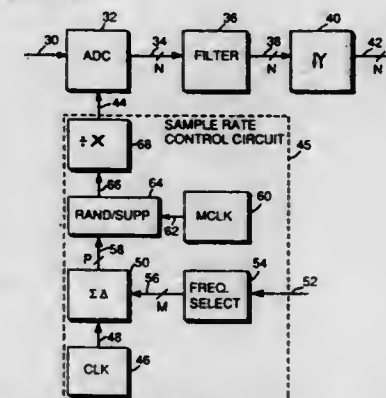 32 36 40
30 ADC 34 N FILTER 38 N ↓Y 42 N
44
÷X 68
SAMPLE RATE
CONTROL CIRCUIT
45
66 64
RAND/SUPP 62 MCLK 60
P 58
50 54
ΣΔ 56 M FREQ.
SELECT 52
48
CLK 46